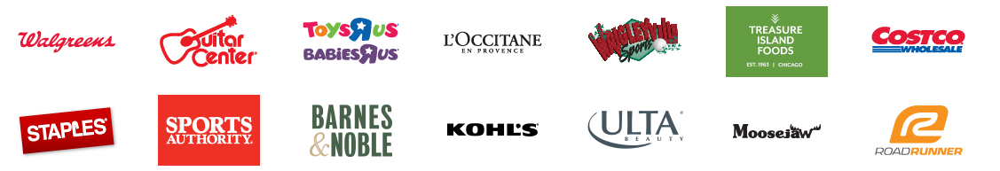 Walgreens
Guitar
Center
TOYS"R"US
BABIES"R"US
L'OCCITANE
EN PROVENCE
WRIGLEYVILLE
Sports
TREASURE
ISLAND
FOODS
EST. 1963 | CHICAGO
COSTCO
WHOLESALE
STAPLES
SPORTS
AUTHORITY
BARNES
&NOBLE
KOHL'S
ULTA
BEAUTY
Moosejaw
ROADRUNNER